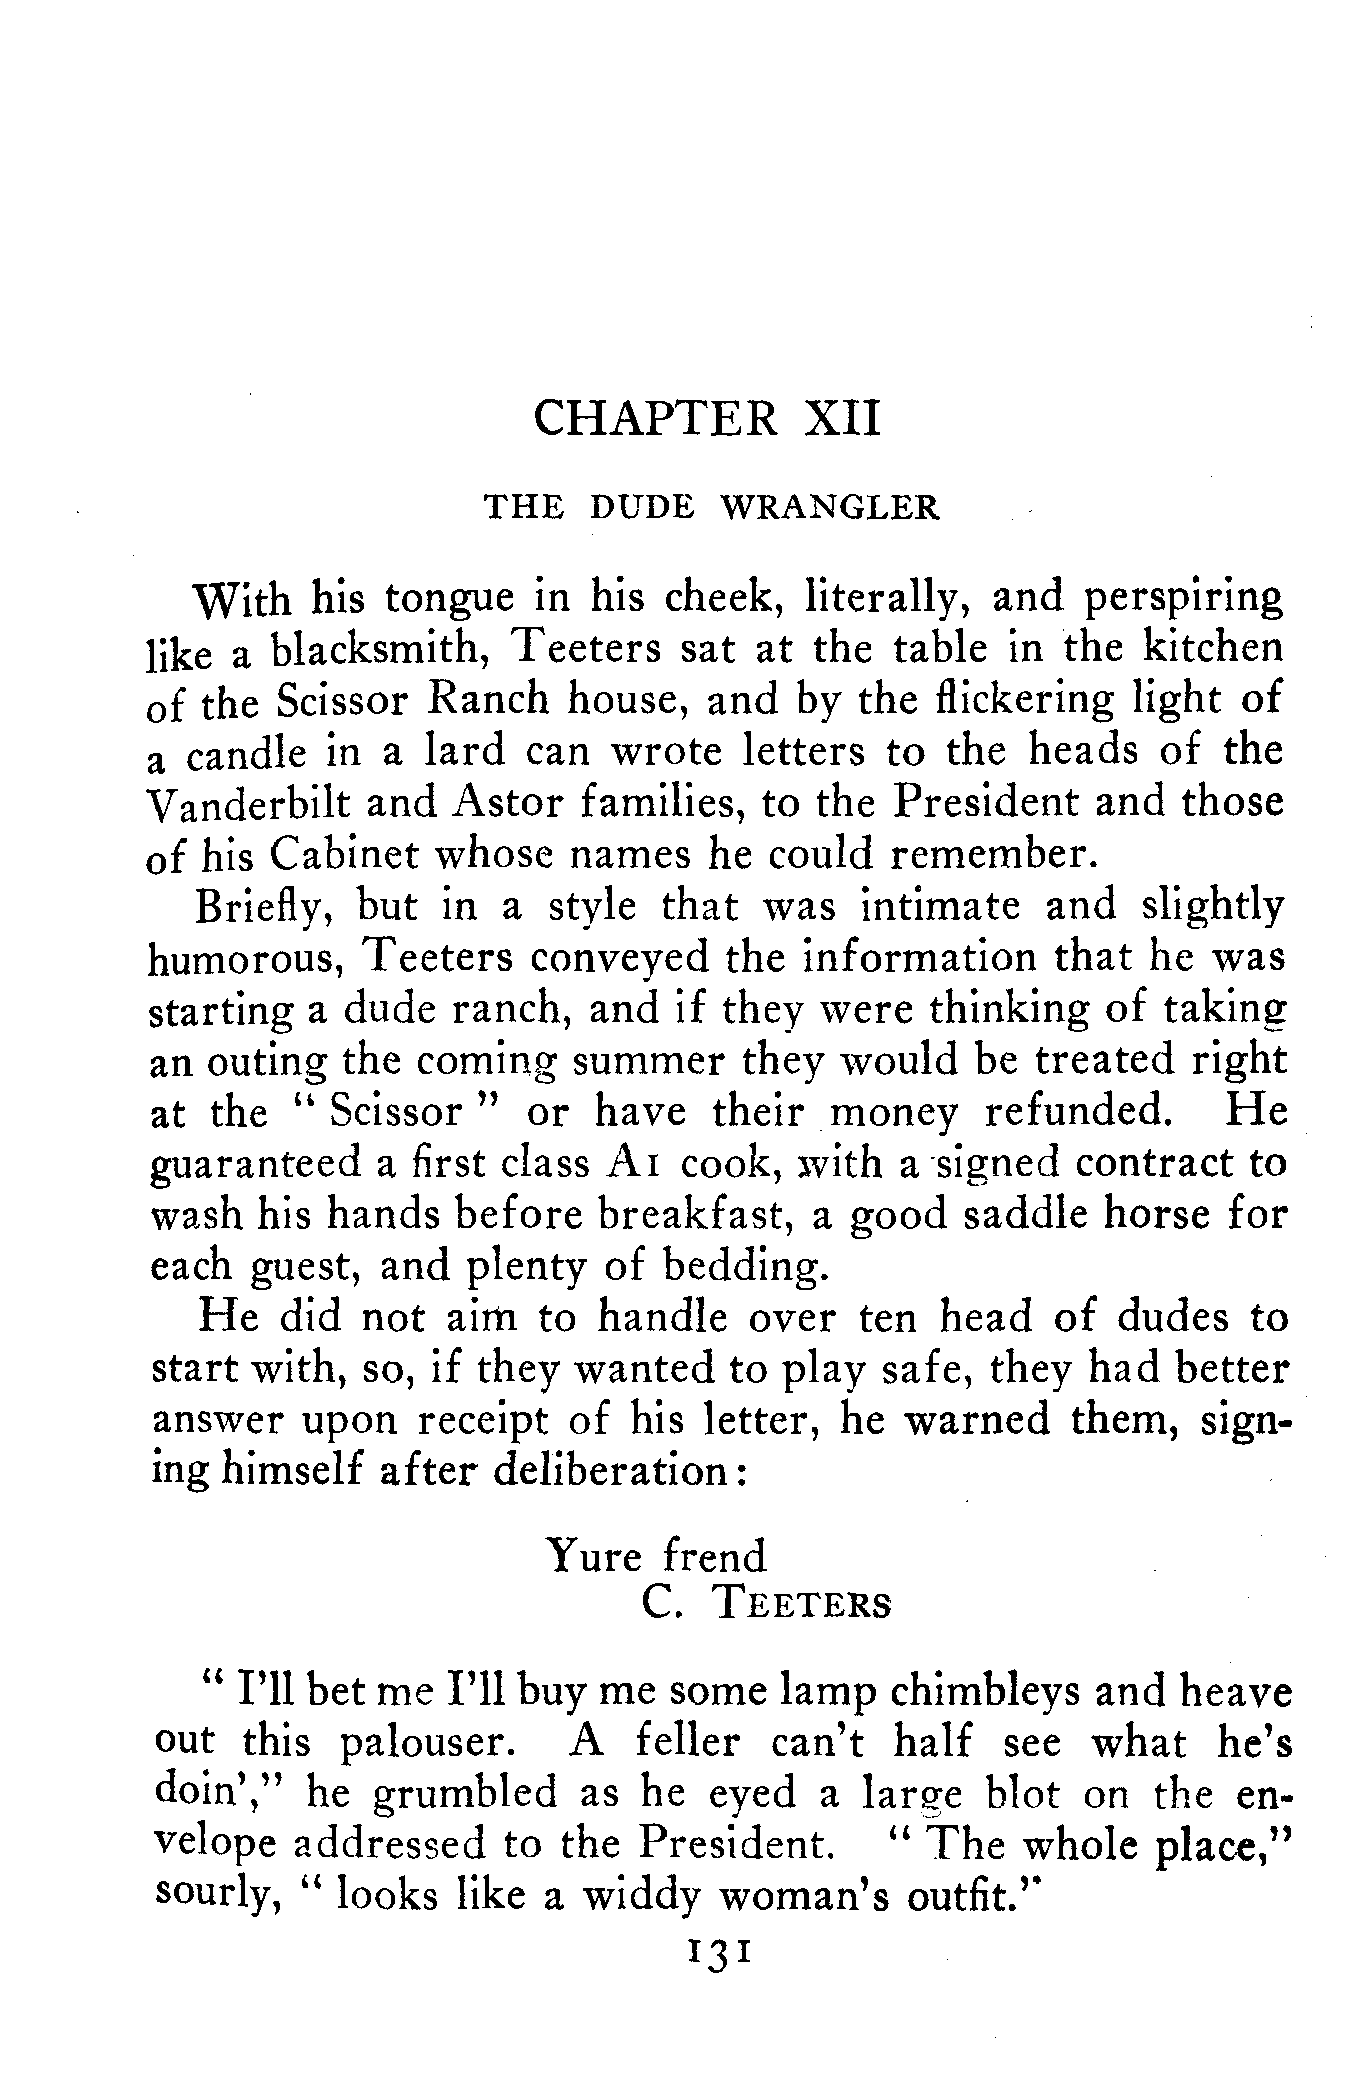 CHAPTER XII
THE DUDE WRANGLER
With his tongue in his cheek, literally, and perspiring
like a blacksmith, Teeters sat at the table in the kitchen
of the Scissor Ranch house, and by the flickering light of
a candle in a lard can wrote letters to the heads of the
Vanderbilt and Astor families, to the President and those
of his Cabinet whose names he could remember.
Briefly, but in a style that was intimate and slightly
humorous, Teeters conveyed the information that he was
starting a dude ranch, and if they were thinking of taking
an outing the coming summer they would be treated right
at the " Scissor " or have their money refunded. He
guaranteed a first class A1 cook, with a signed contract to
wash his hands before breakfast, a good saddle horse for
each guest, and plenty of bedding.
He did not aim to handle over ten head of dudes to
start with, so, if they wanted to play safe, they had better
answer upon receipt of his letter, he warned them, sign-
ing himself after deliberation:
Yure frend
C. TEETERS
" I'll bet me I'll buy me some lamp chimbleys and heave
out this palouser. A feller can't half see what he's
doin'," he grumbled as he eyed a large blot on the en-
velope addressed to the President. " The whole place,"
sourly, " looks like a widdy woman's outfit."
131